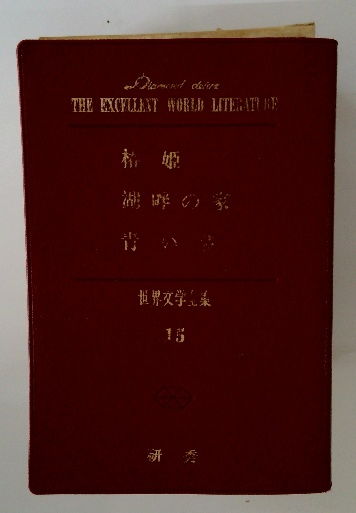 Diamond deluxe
THE EXCELLENT WORLD LITERATURE
椿姫
湖畔の家
青い
世界文学全集
15
研秀